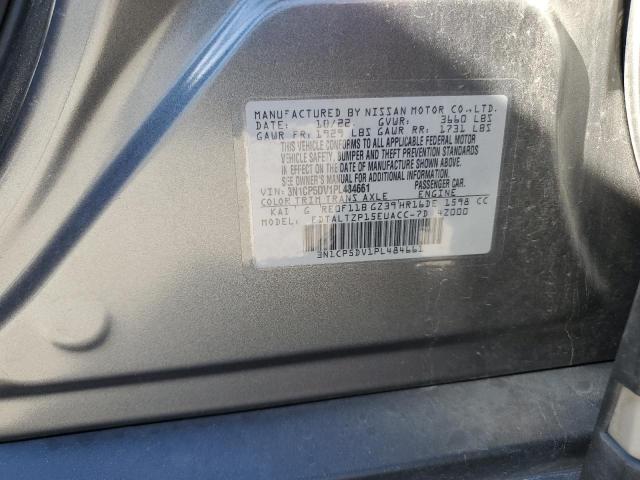 MANUFACTURED BY NISSAN MOTOR CO.,LTD.
DATE: 10/22 GVWR: 3660 LBS
GAWR FR: 1929 LBS GAWR RR: 1731 LBS
THIS VEHICLE CONFORMS TO ALL APPLICABLE FEDERAL MOTOR
VEHICLE SAFETY, BUMPER AND THEFT PREVENTION STANDARDS
IN EFFECT ON THE DATE OF MANUFACTURE SHOWN ABOVE.
SEE OWNER'S MANUAL FOR ADDITIONAL INFORMATION.
VIN: 3N1CP5DV1PL484661 PASSENGER CAR.
COLOR TRIM TRANS AXLE ENGINE
KAI G RE0F11B GZ39 HR16DE 1598 CC
FDTALTZP15EUACC-7D 4Z000
3N1CP5DV1PL484661